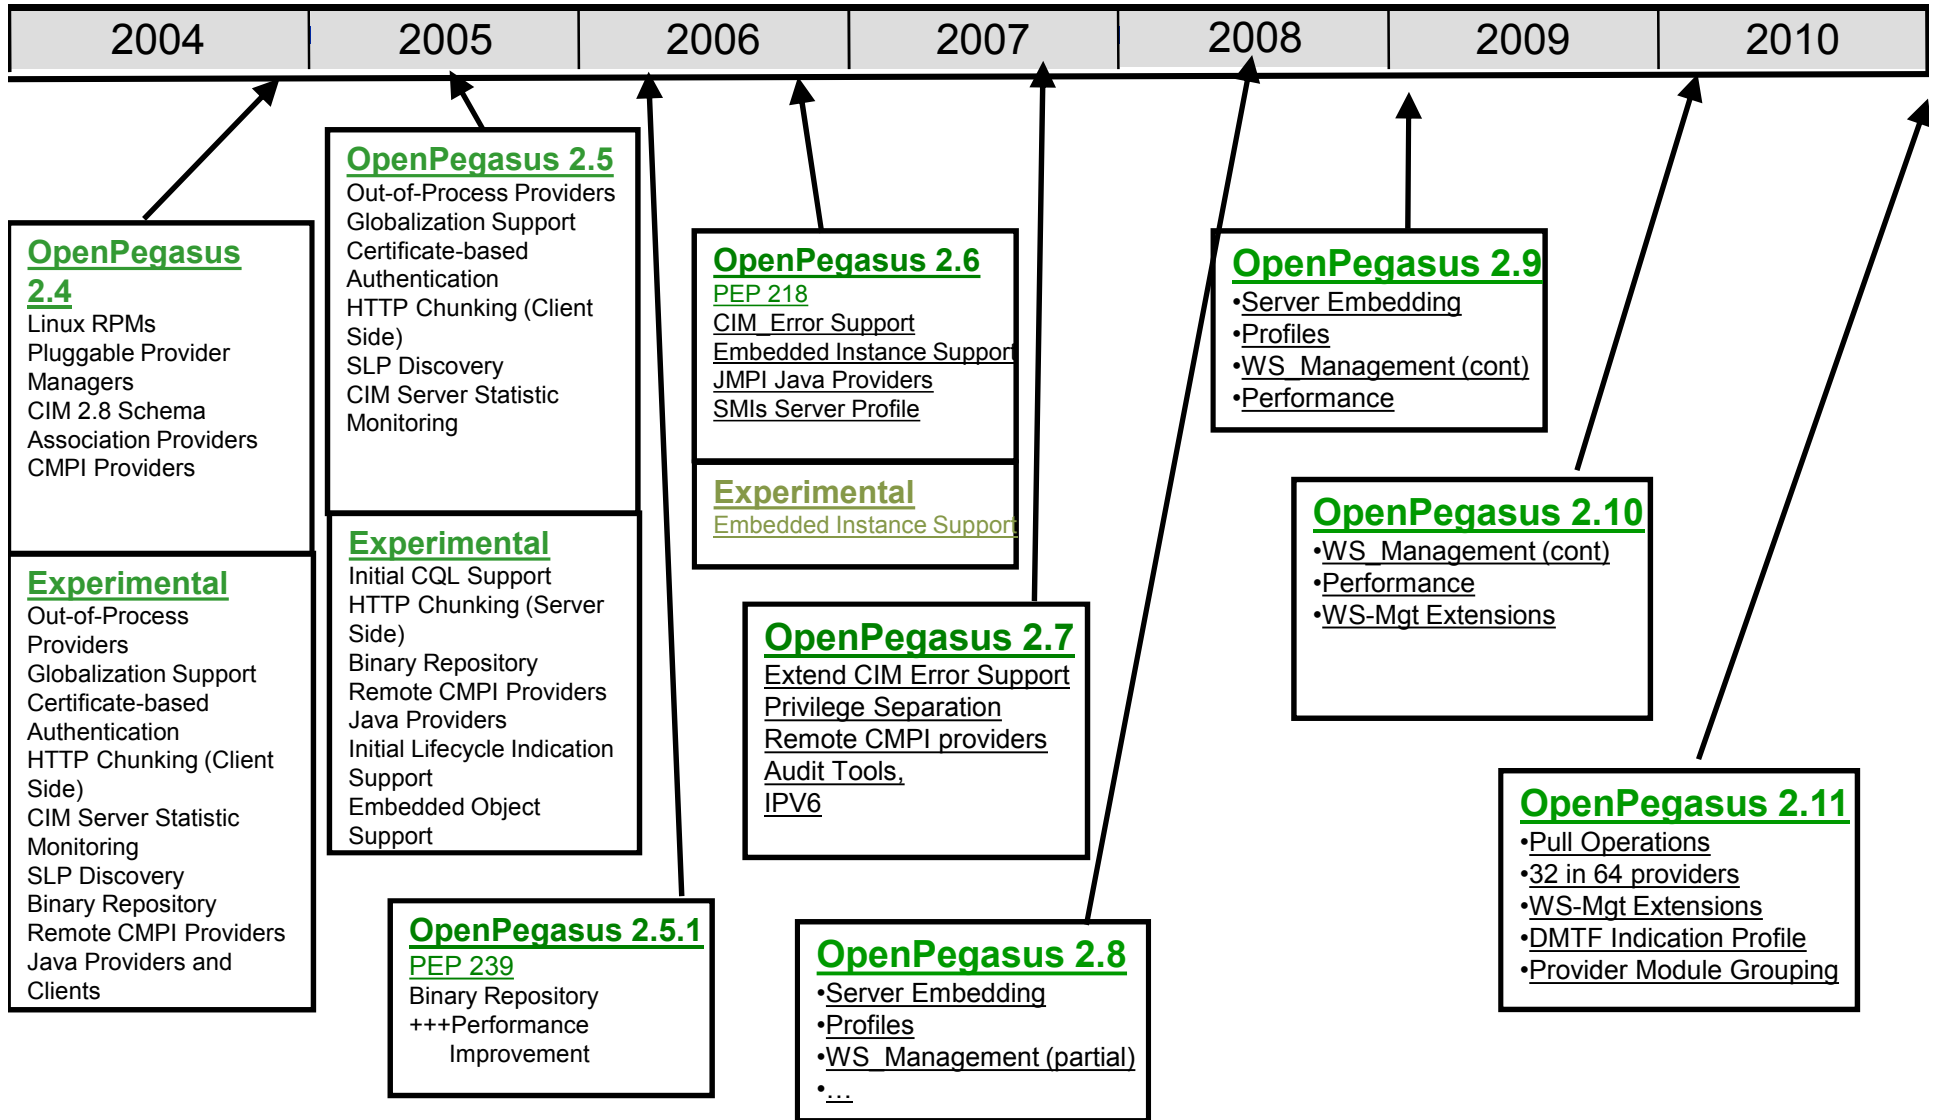 2004 2005 2006 2007 2008 2009 2010
OpenPegasus
2.4
Linux RPMs
Pluggable Provider
Managers
CIM 2.8 Schema
Association Providers
CMPI Providers
Experimental
Out-of-Process
Providers
Globalization Support
Certificate-based
Authentication
HTTP Chunking (Client
Side)
CIM Server Statistic
Monitoring
SLP Discovery
Binary Repository
Remote CMPI Providers
Java Providers and
Clients
OpenPegasus 2.5
Out-of-Process Providers
Globalization Support
Certificate-based
Authentication
HTTP Chunking (Client
Side)
SLP Discovery
CIM Server Statistic
Monitoring
Experimental
Initial CQL Support
HTTP Chunking (Server
Side)
Binary Repository
Remote CMPI Providers
Java Providers
Initial Lifecycle Indication
Support
Embedded Object
Support
OpenPegasus 2.5.1
PEP 239
Binary Repository
+++Performance
Improvement
OpenPegasus 2.6
PEP 218
CIM_Error Support
Embedded Instance Support
JMPI Java Providers
SMIs Server Profile
Experimental
Embedded Instance Support
OpenPegasus 2.7
Extend CIM Error Support
Privilege Separation
Remote CMPI providers
Audit Tools,
IPV6
OpenPegasus 2.8
•Server Embedding
•Profiles
•WS_Management (partial)
•…
OpenPegasus 2.9
•Server Embedding
•Profiles
•WS_Management (cont)
•Performance
OpenPegasus 2.10
•WS_Management (cont)
•Performance
•WS-Mgt Extensions
OpenPegasus 2.11
•Pull Operations
•32 in 64 providers
•WS-Mgt Extensions
•DMTF Indication Profile
•Provider Module Grouping